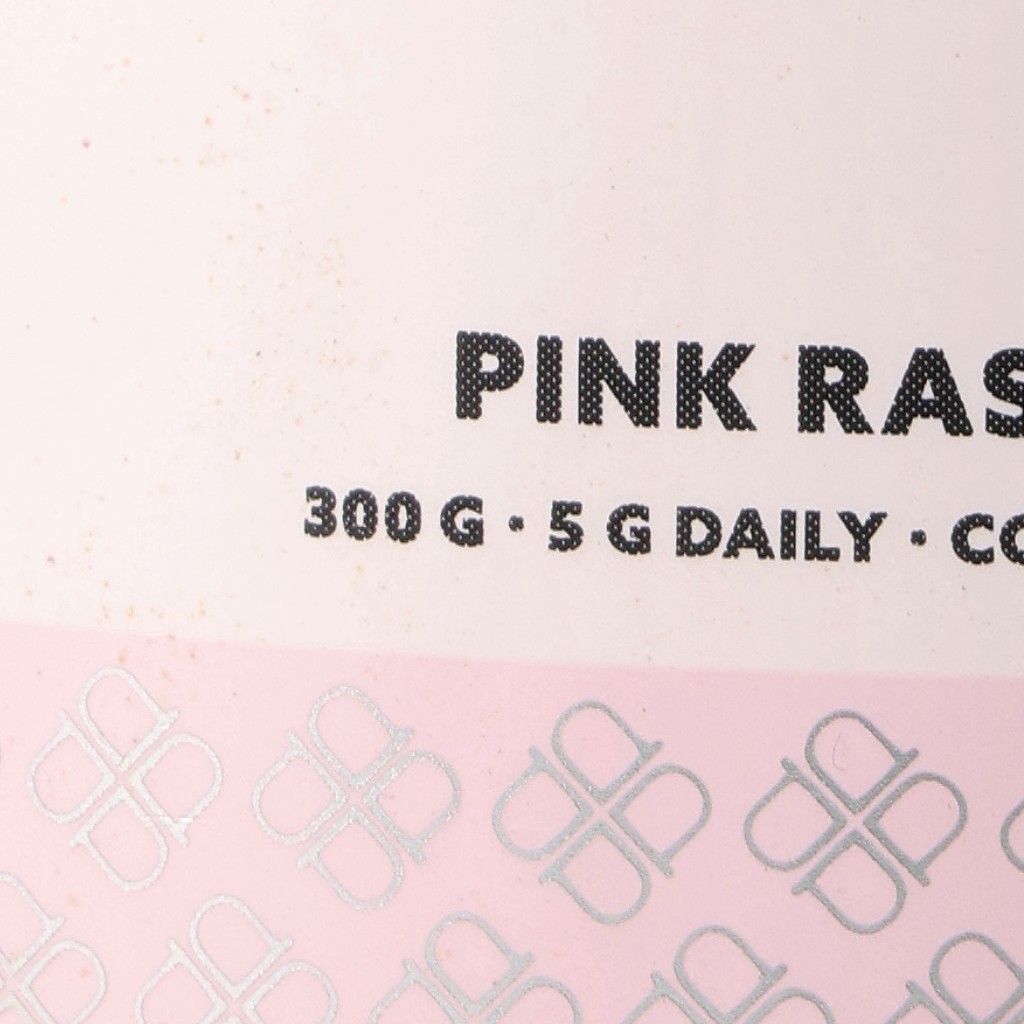 PINK RAS
300 G · 5 G DAILY · CO